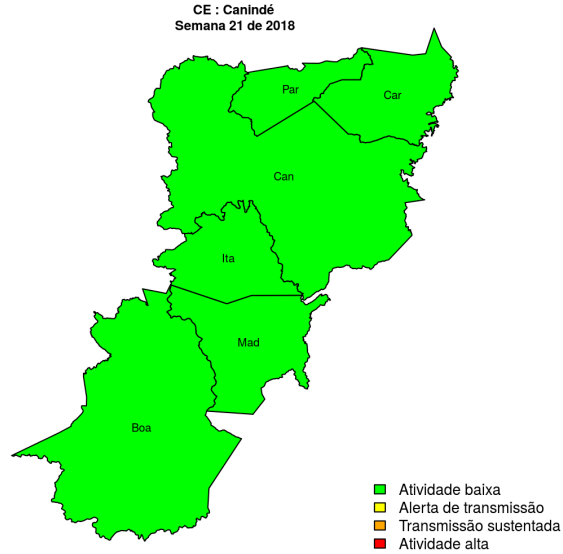 CE : Canindé
Semana 21 de 2018
Par
Car
Can
Ita
Mad
Boa
Atividade baixa
Alerta de transmissão
Transmissão sustentada
Atividade alta